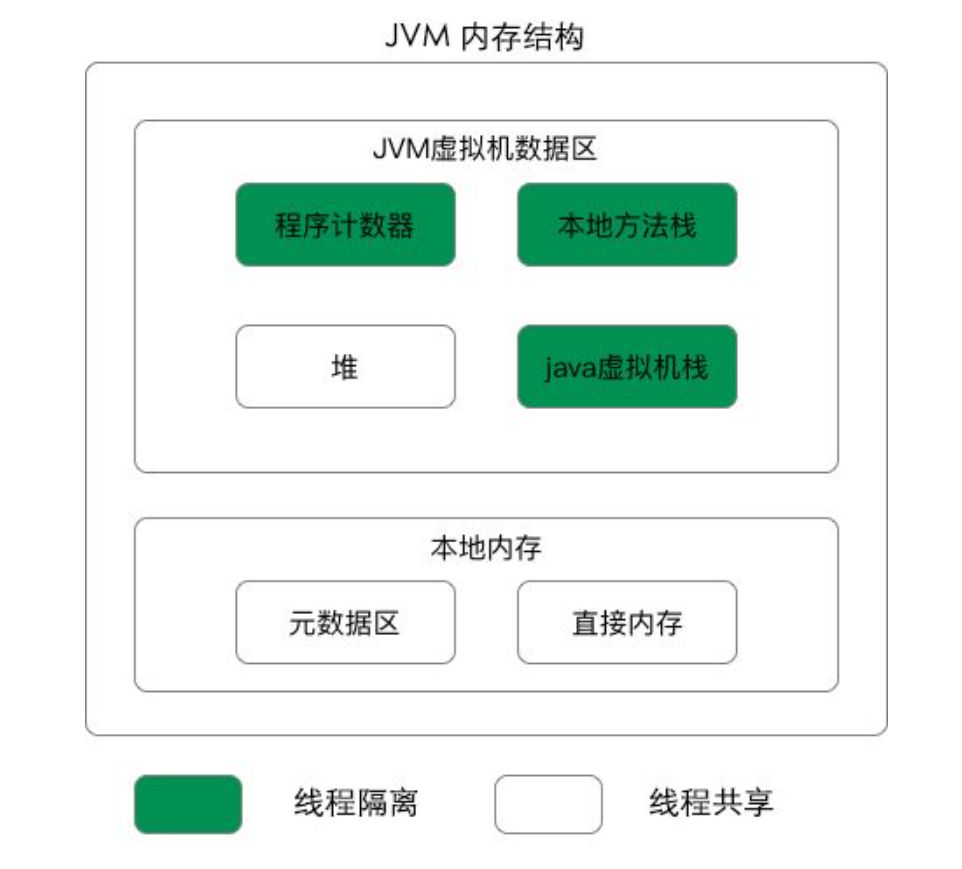 JVM 内存结构
JVM虚拟机数据区
程序计数器
本地方法栈
堆
java虚拟机栈
本地内存
元数据区
直接内存
线程隔离
线程共享